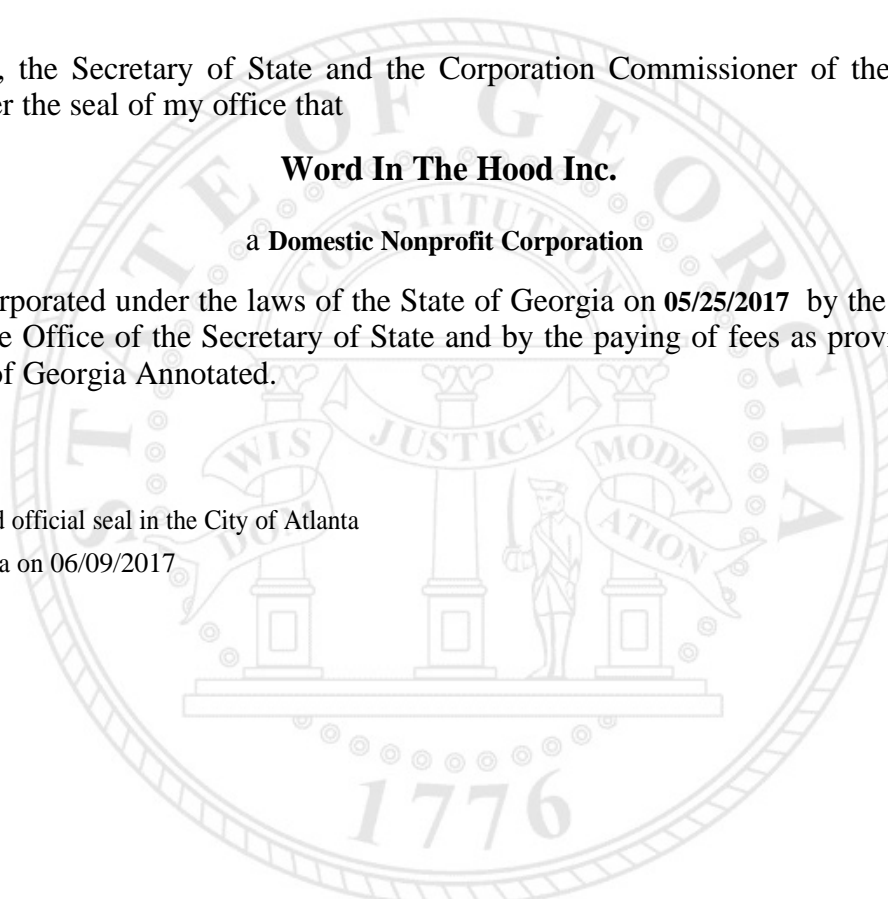 , the Secretary of State and the Corporation Commissioner of the
er the seal of my office that
Word In The Hood Inc.
a Domestic Nonprofit Corporation
orporated under the laws of the State of Georgia on 05/25/2017 by the
e Office of the Secretary of State and by the paying of fees as provi
of Georgia Annotated.
d official seal in the City of Atlanta
a on 06/09/2017
STATE OF GEORGIA
CONSTITUTION
WISDOM
JUSTICE
MODERATION
1776